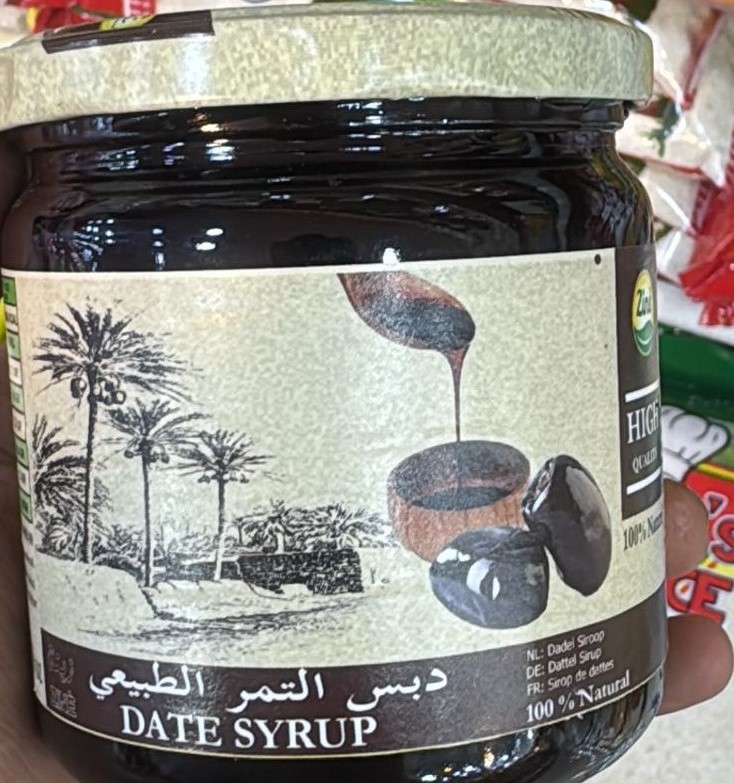 HIGH
QUALITY
100% Natural
دبس التمر الطبيعي
DATE SYRUP
NL: Dadel Siroop
DE: Dattel Sirup
FR: Sirop de dattes
100 % Natural